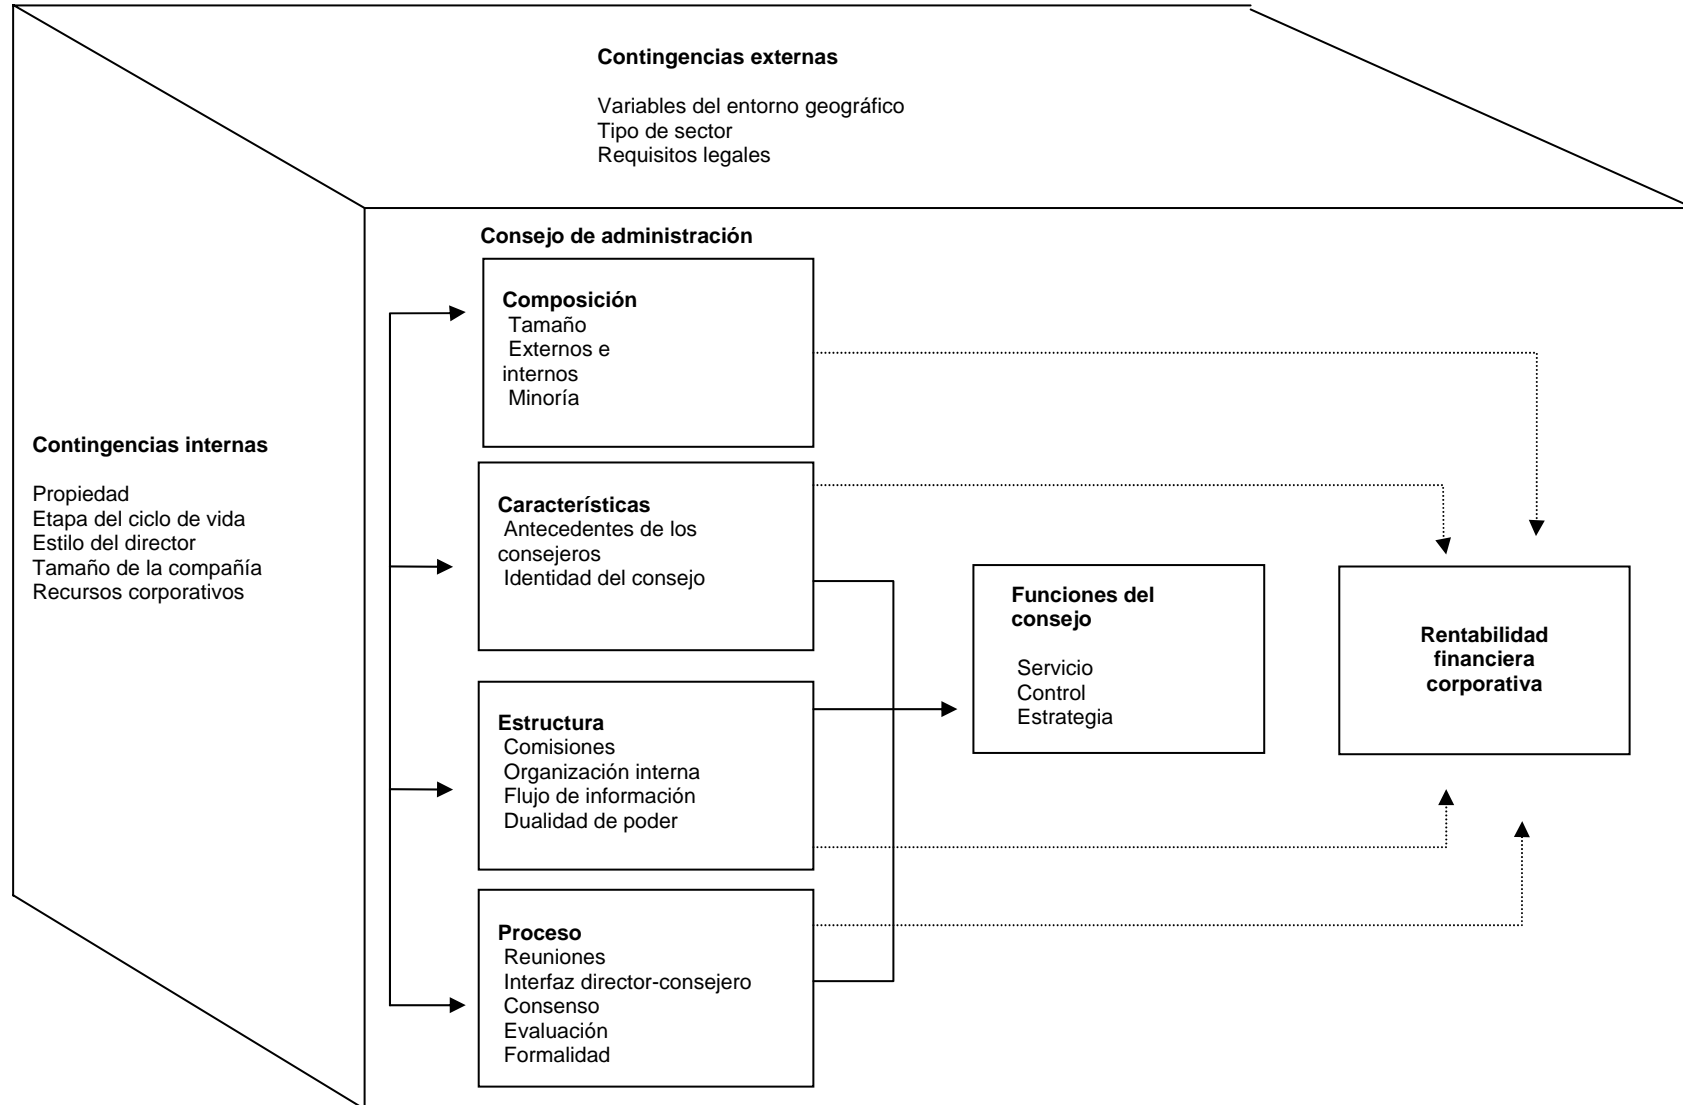 Contingencias externas
Variables del entorno geográfico
Tipo de sector
Requisitos legales
Contingencias internas
Propiedad
Etapa del ciclo de vida
Estilo del director
Tamaño de la compañía
Recursos corporativos
Consejo de administración
Composición
Tamaño
Externos e
internos
Minoría
Características
Antecedentes de los
consejeros
Identidad del consejo
Estructura
Comisiones
Organización interna
Flujo de información
Dualidad de poder
Proceso
Reuniones
Interfaz director-consejero
Consenso
Evaluación
Formalidad
Funciones del
consejo
Servicio
Control
Estrategia
Rentabilidad
financiera
corporativa